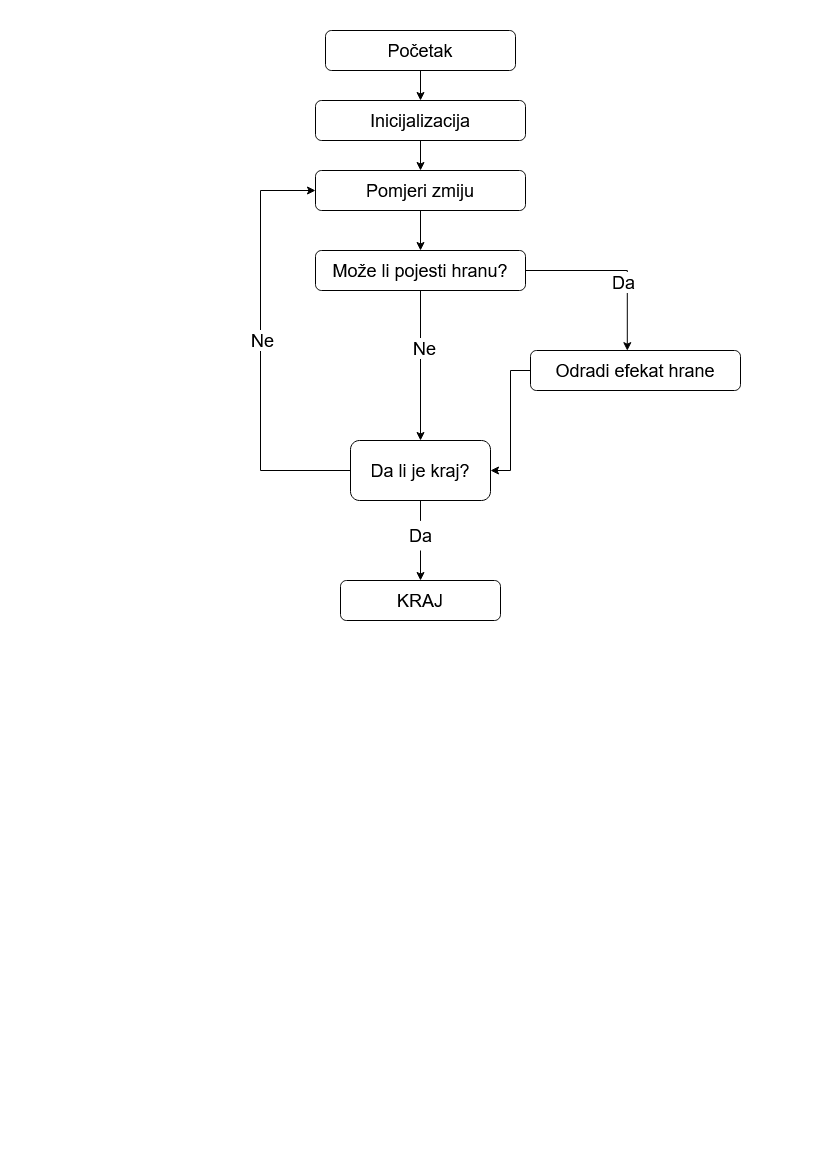 Početak
Inicijalizacija
Pomjeri zmiju
Može li pojesti hranu?
Da
Ne
Ne
Odradi efekat hrane
Da li je kraj?
Da
KRAJ